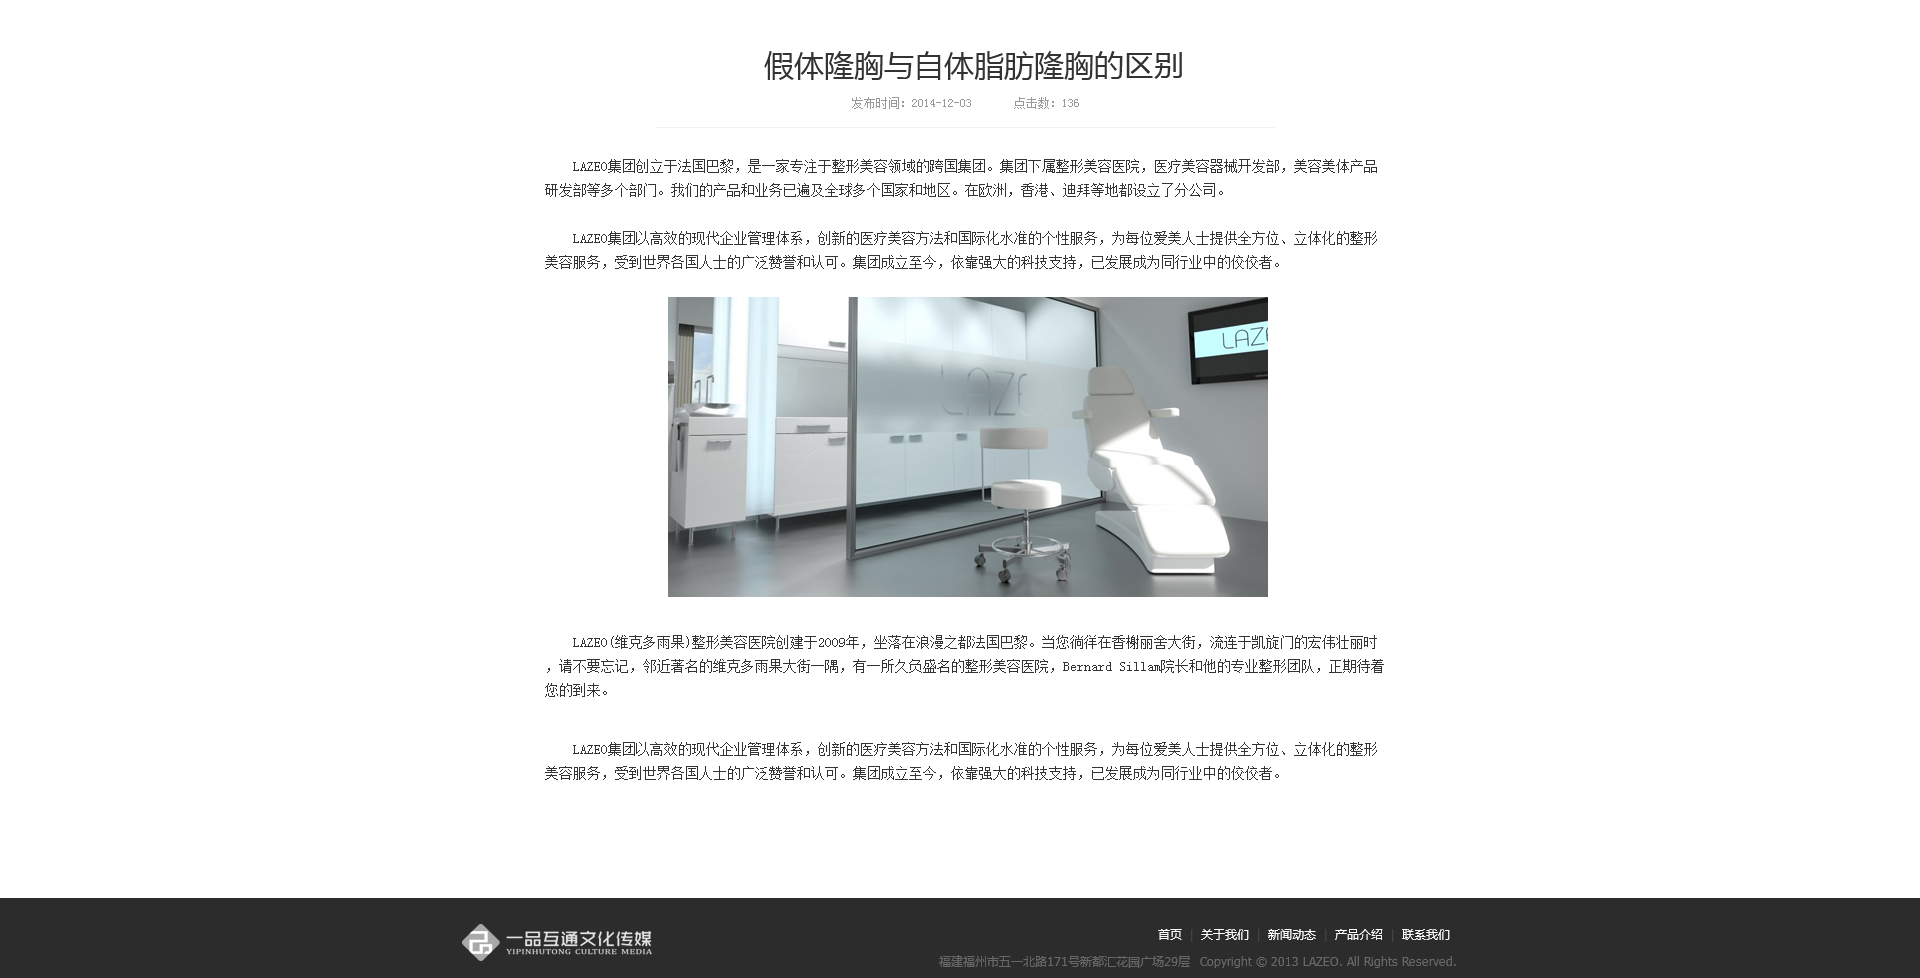 假体隆胸与自体脂肪隆胸的区别
发布时间：2014-12-03 点击数：136
LAZEO集团创立于法国巴黎，是一家专注于整形美容领域的跨国集团。集团下属整形美容医院，医疗美容器械开发部，美容美体产品
研发部等多个部门。我们的产品和业务已遍及全球多个国家和地区。在欧洲，香港、迪拜等地都设立了分公司。
LAZEO集团以高效的现代企业管理体系，创新的医疗美容方法和国际化水准的个性服务，为每位爱美人士提供全方位、立体化的整形
美容服务，受到世界各国人士的广泛赞誉和认可。集团成立至今，依靠强大的科技支持，已发展成为同行业中的佼佼者。
LAZEO
LAZE
LAZEO(维克多雨果)整形美容医院创建于2009年，坐落在浪漫之都法国巴黎。当您徜徉在香榭丽舍大街，流连于凯旋门的宏伟壮丽时
，请不要忘记，邻近著名的维克多雨果大街一隅，有一所久负盛名的整形美容医院，Bernard Sillam院长和他的专业整形团队，正期待着
您的到来。
LAZEO集团以高效的现代企业管理体系，创新的医疗美容方法和国际化水准的个性服务，为每位爱美人士提供全方位、立体化的整形
美容服务，受到世界各国人士的广泛赞誉和认可。集团成立至今，依靠强大的科技支持，已发展成为同行业中的佼佼者。
一品互通文化传媒
YIPINHUTONG CULTURE MEDIA
首页 | 关于我们 | 新闻动态 | 产品介绍 | 联系我们
福建福州市五一北路171号新都汇花园广场29层 Copyright © 2013 LAZEO. All Rights Reserved.